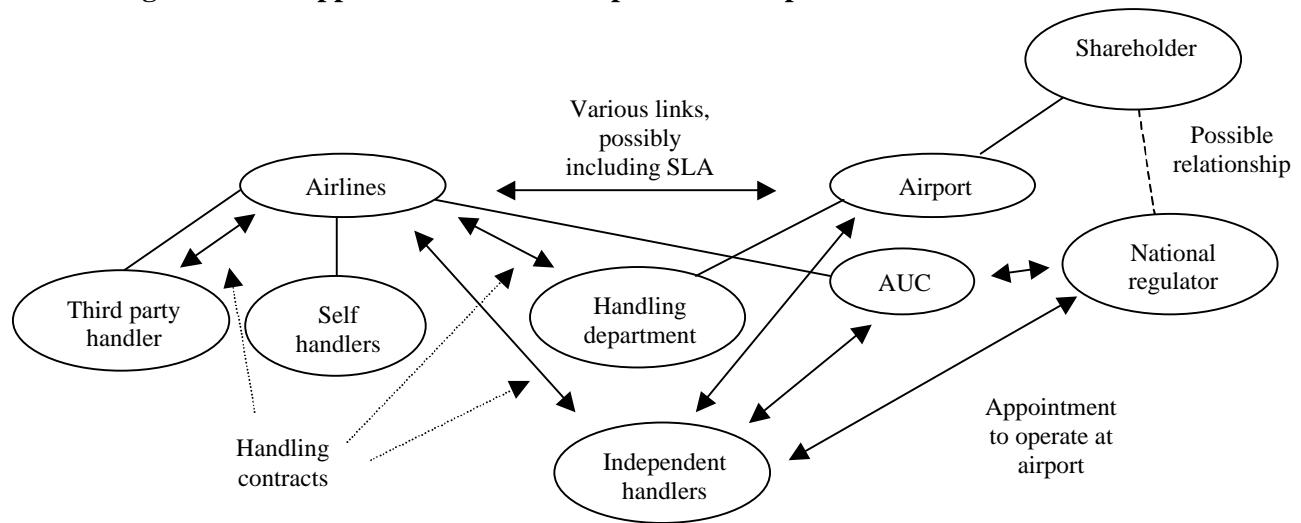 Shareholder
Various links,
possibly
including SLA
Possible
relationship
Airlines
Airport
National
regulator
AUC
Third party
handler
Self
handlers
Handling
department
Appointment
to operate at
airport
Handling
contracts
Independent
handlers